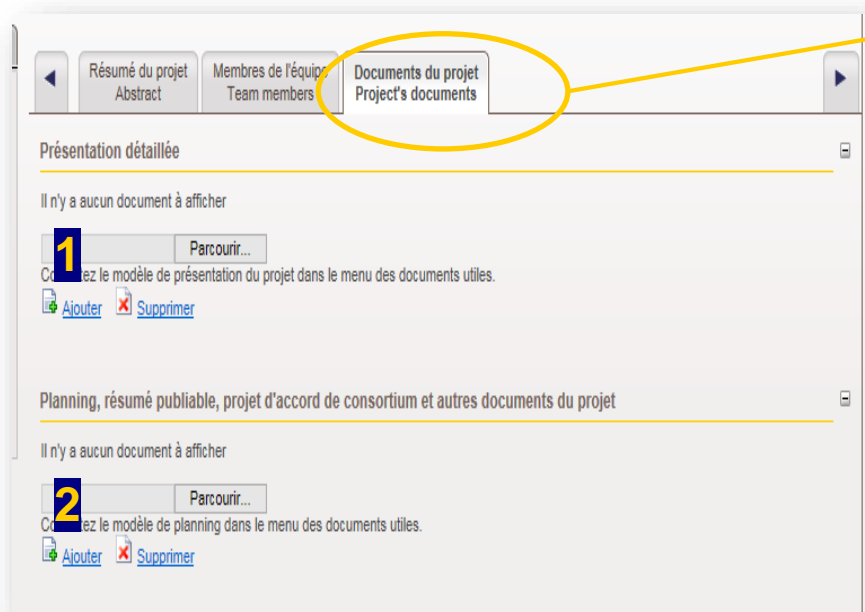 Résumé du projet
Abstract
Membres de l'équipe
Team members
Documents du projet
Project's documents
Présentation détaillée
Il n'y a aucun document à afficher
1
Parcourir...
le modèle de présentation du projet dans le menu des documents utiles.
Ajouter Supprimer
Planning, résumé publiable, projet d'accord de consortium et autres documents du projet
Il n'y a aucun document à afficher
2
Parcourir...
le modèle de planning dans le menu des documents utiles.
Ajouter Supprimer